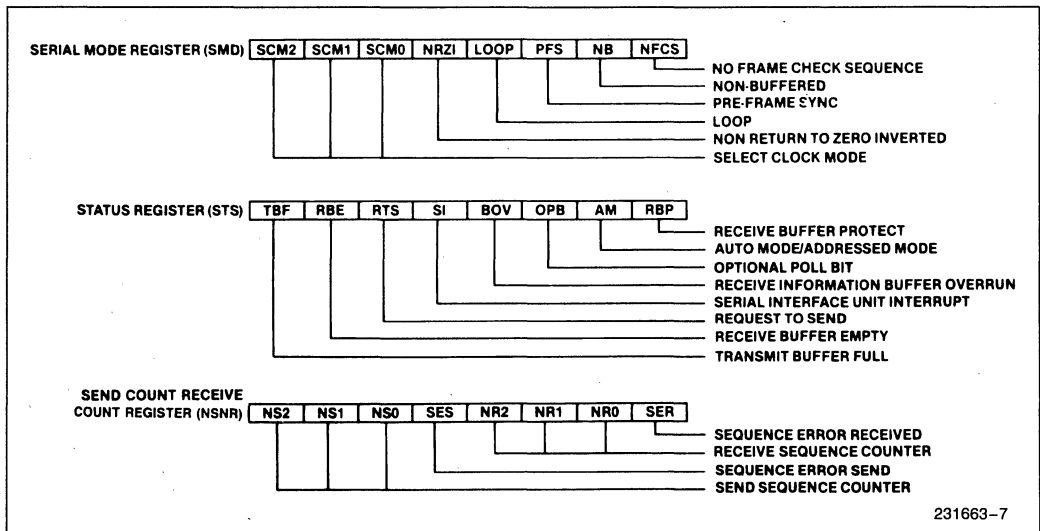 SERIAL MODE REGISTER (SMD) SCM2 SCM1 SCM0 NRZI LOOP PFS NB NFCS
NO FRAME CHECK SEQUENCE
NON-BUFFERED
PRE-FRAME SYNC
LOOP
NON RETURN TO ZERO INVERTED
SELECT CLOCK MODE
STATUS REGISTER (STS) TBF RBE RTS SI BOV OPB AM RBP
RECEIVE BUFFER PROTECT
AUTO MODE/ADDRESSED MODE
OPTIONAL POLL BIT
RECEIVE INFORMATION BUFFER OVERRUN
SERIAL INTERFACE UNIT INTERRUPT
REQUEST TO SEND
RECEIVE BUFFER EMPTY
TRANSMIT BUFFER FULL
SEND COUNT RECEIVE
COUNT REGISTER (NSNR) NS2 NS1 NS0 SES NR2 NR1 NR0 SER
SEQUENCE ERROR RECEIVED
RECEIVE SEQUENCE COUNTER
SEQUENCE ERROR SEND
SEND SEQUENCE COUNTER
231663-7